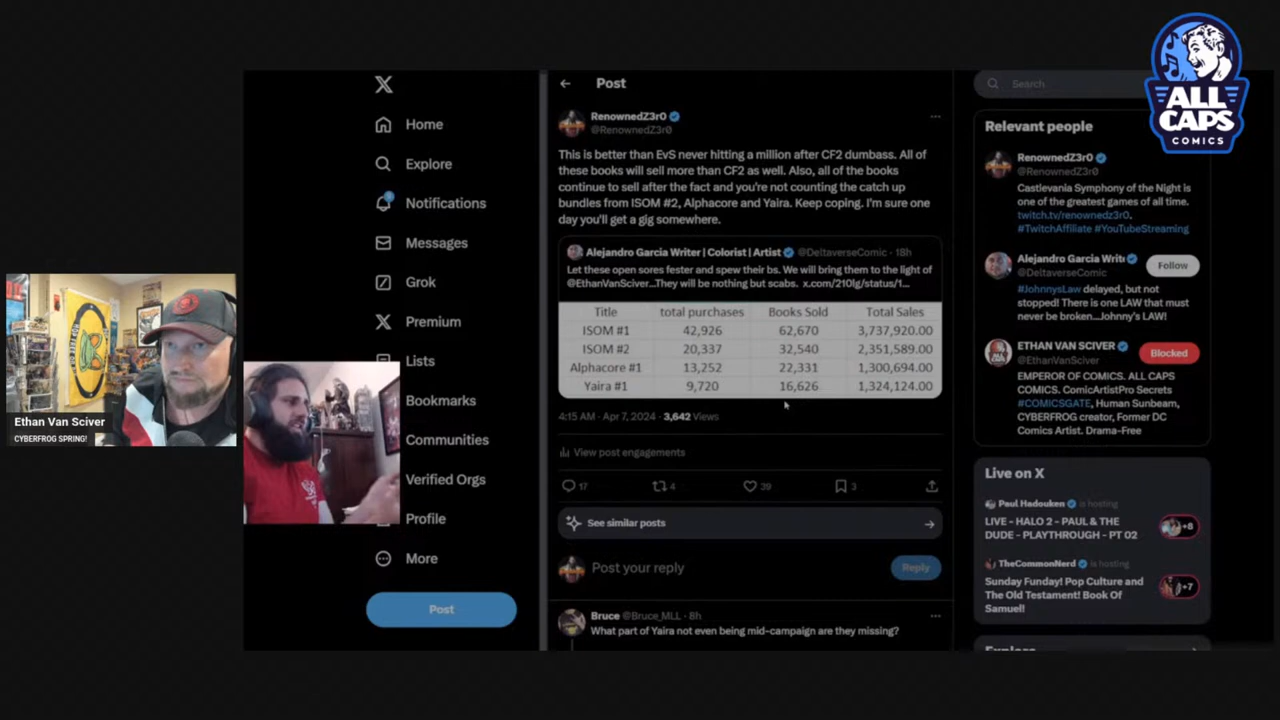 ALL
CAPS
COMICS
Home
Explore
Notifications
Messages
Grok
Premium
Lists
Bookmarks
Communities
Verified Orgs
Profile
More
Post
Ethan Van Sciver
CYBERFROG SPRING!
Post
RenownedZ3r0
@RenownedZ3r0
This is better than EvS never hitting a million after CF2 dumbass. All of
these books will sell more than CF2 as well. Also, all of the books
continue to sell after the fact and you're not counting the catch up
bundles from ISOM #2, Alphacore and Yaira. Keep coping. I'm sure one
day you'll get a gig somewhere.
Alejandro Garcia Writer | Colorist | Artist @DeltaverseComic · 18h
Let these open sores fester and spew their bs. We will bring them to the light of
@EthanVanSciver...They will be nothing but scabs. x.com/210lg/status/1...
Title total purchases Books Sold Total Sales
ISOM #1 42,926 62,670 3,737,920.00
ISOM #2 20,337 32,540 2,351,589.00
Alphacore #1 13,252 22,331 1,300,694.00
Yaira #1 9,720 16,626 1,324,124.00
4:15 AM · Apr 7, 2024 · 3,642 Views
View post engagements
17 4 39 3
See similar posts
Post your reply
Reply
Bruce @Bruce_MLL · 8h
What part of Yaira not even being mid-campaign are they missing?
Search
Relevant people
RenownedZ3r0
@RenownedZ3r0
Castlevania Symphony of the Night is
one of the greatest games of all time.
twitch.tv/renownedz3r0.
#TwitchAffiliate #YouTubeStreaming
Alejandro Garcia Write
@DeltaverseComic
Follow
#JohnnysLaw delayed, but not
stopped! There is one LAW that must
never be broken...Johnny's LAW!
ETHAN VAN SCIVER
@EthanVanSciver
Blocked
EMPEROR OF COMICS. ALL CAPS
COMICS. ComicArtistPro Secrets
#COMICSGATE, Human Sunbeam,
CYBERFROG creator, Former DC
Comics Artist. Drama-Free
Live on X
Paul Hadouken is hosting
LIVE - HALO 2 - PAUL & THE
DUDE - PLAYTHROUGH - PT 02
+8
TheCommonNerd is hosting
Sunday Funday! Pop Culture and
The Old Testament! Book Of
Samuel!
+7